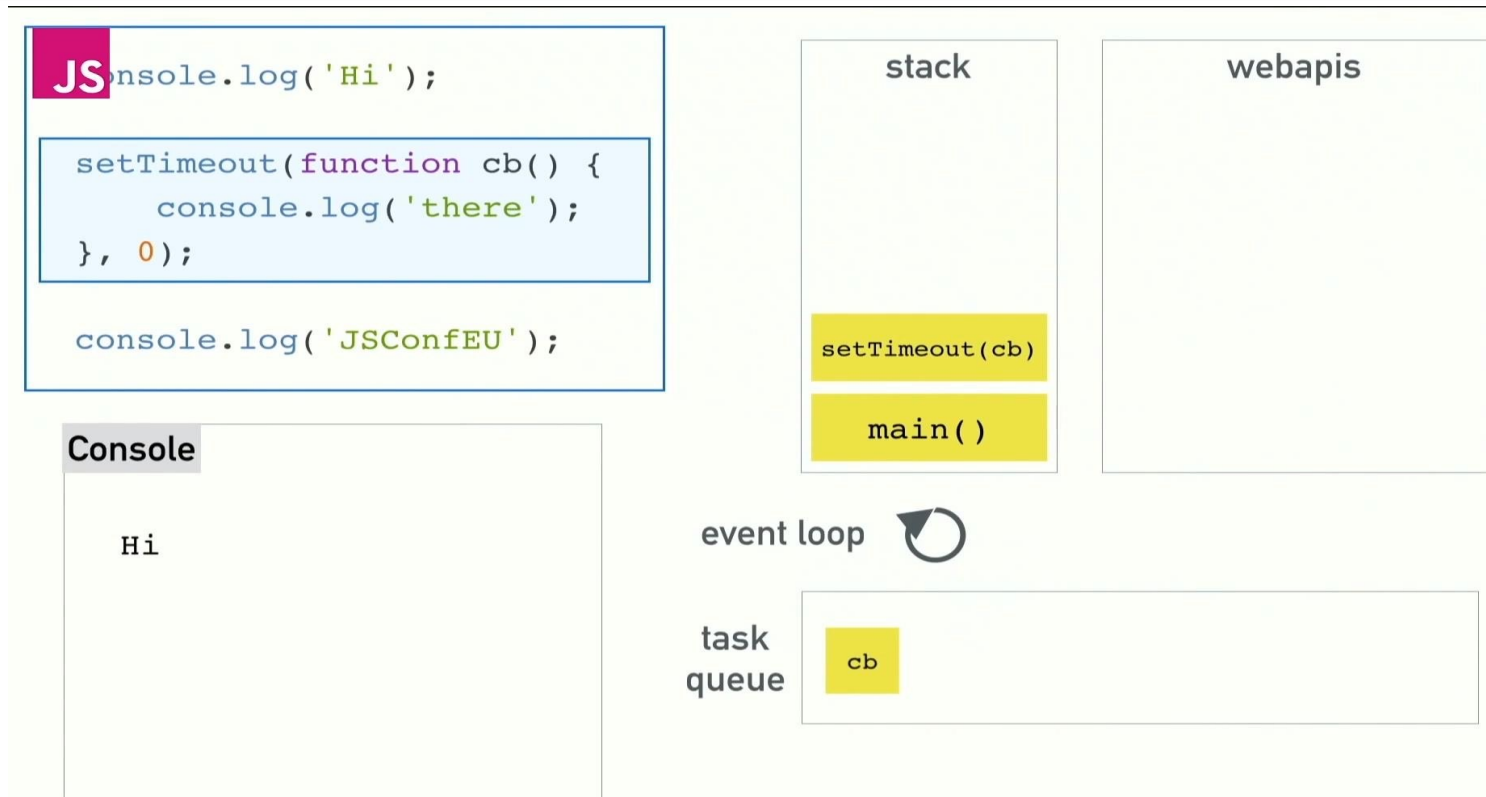 JS
onsole.log('Hi');
setTimeout(function cb() {
    console.log('there');
}, 0);
console.log('JSConfEU');
Console
Hi
stack
setTimeout(cb)
main()
webapis
event loop
task
queue
cb